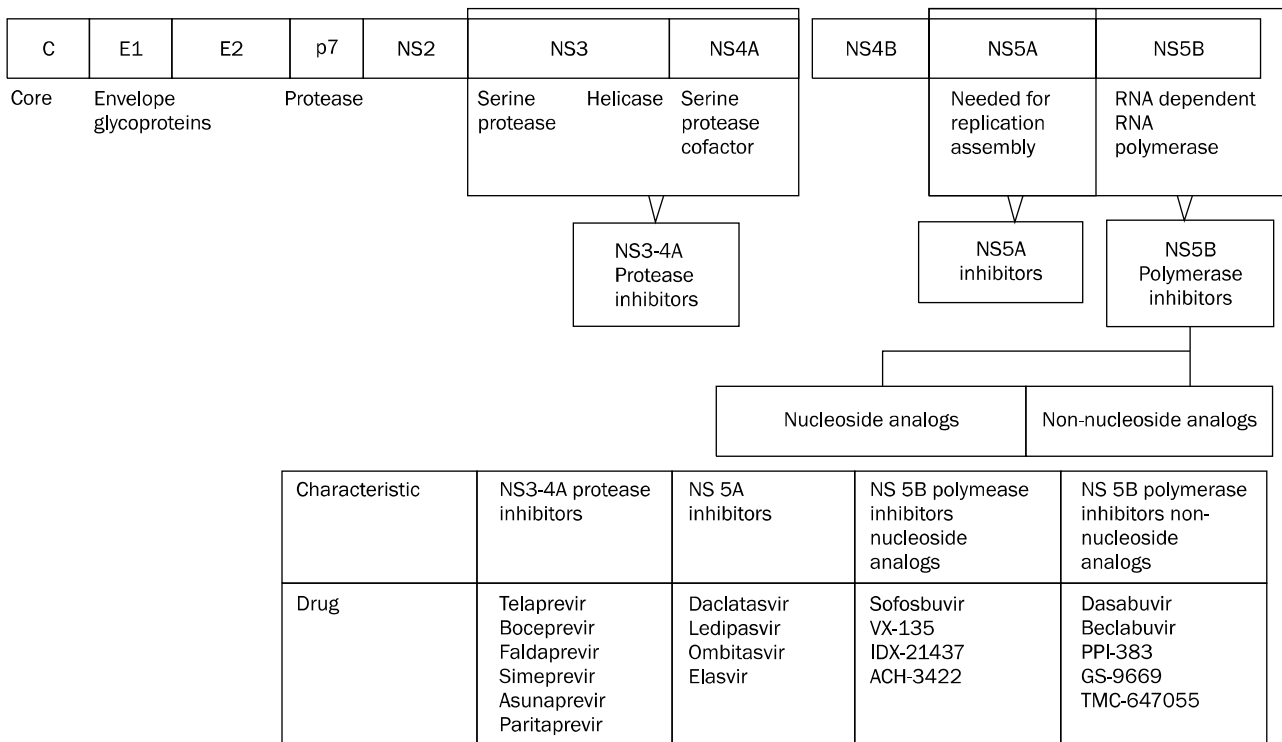 C E1 E2 p7 NS2 NS3 NS4A NS4B NS5A NS5B
Core
Envelope
glycoproteins
Protease
Serine
protease
Helicase
Serine
protease
cofactor
Needed for
replication
assembly
RNA dependent
RNA
polymerase
NS3-4A
Protease
inhibitors
NS5A
inhibitors
NS5B
Polymerase
inhibitors
Nucleoside analogs
Non-nucleoside analogs
Characteristic
NS3-4A protease
inhibitors
NS 5A
inhibitors
NS 5B polymease
inhibitors
nucleoside
analogs
NS 5B polymerase
inhibitors non-
nucleoside
analogs
Drug
Telaprevir
Boceprevir
Faldaprevir
Simeprevir
Asunaprevir
Paritaprevir
Daclatasvir
Ledipasvir
Ombitasvir
Elasvir
Sofosbuvir
VX-135
IDX-21437
ACH-3422
Dasabuvir
Beclabuvir
PPI-383
GS-9669
TMC-647055